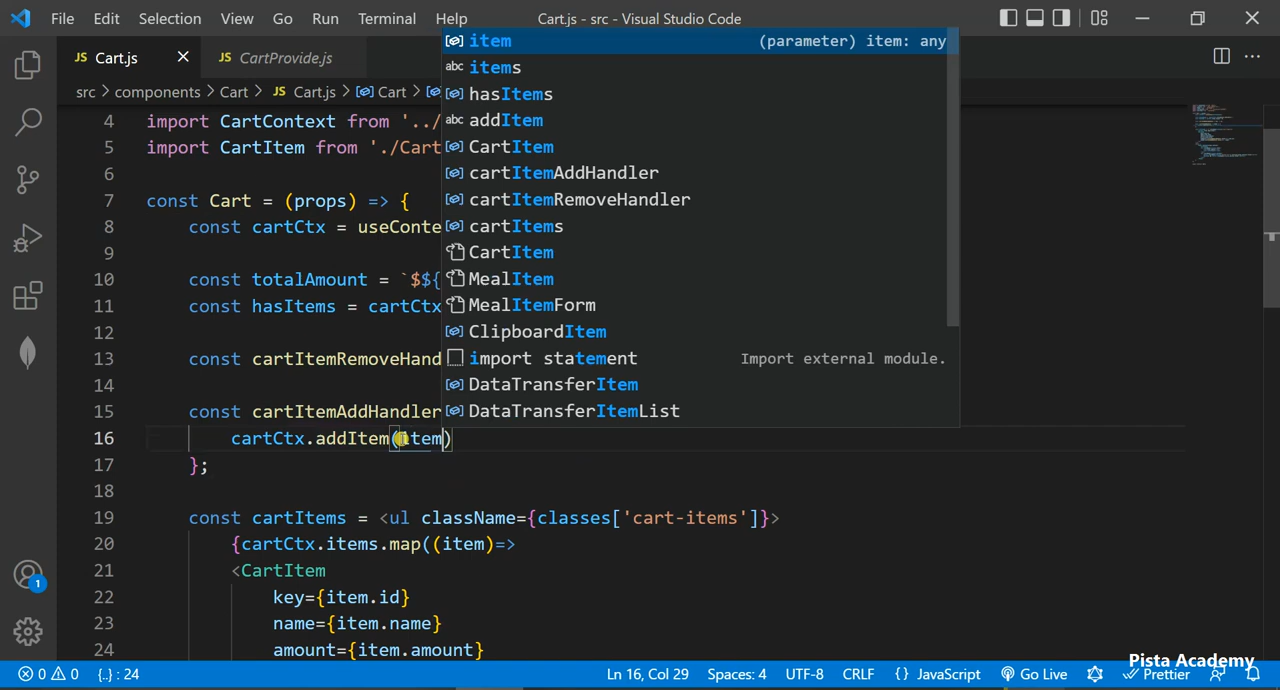 File Edit Selection View Go Run Terminal Help Cart.js - src - Visual Studio Code
JS Cart.js JS CartProvide.js
src > components > Cart > JS Cart.js > Cart >
4 import CartContext from '../
5 import CartItem from './Cart
6
7 const Cart = (props) => {
8 const cartCtx = useConte
9
10 const totalAmount = `$${
11 const hasItems = cartCtx
12
13 const cartItemRemoveHand
14
15 const cartItemAddHandler
16 cartCtx.addItem(item)
17 };
18
19 const cartItems = <ul className={classes['cart-items']}>
20 {cartCtx.items.map((item)=>
21 <CartItem
22 key={item.id}
23 name={item.name}
24 amount={item.amount}
item (parameter) item: any
abc items
hasItems
abc addItem
CartItem
cartItemAddHandler
cartItemRemoveHandler
cartItems
CartItem
MealItem
MealItemForm
ClipboardItem
import statement Import external module.
DataTransferItem
DataTransferItemList
1
0 0 {..} : 24 Ln 16, Col 29 Spaces: 4 UTF-8 CRLF {} JavaScript Go Live Prettier
Pista Academy